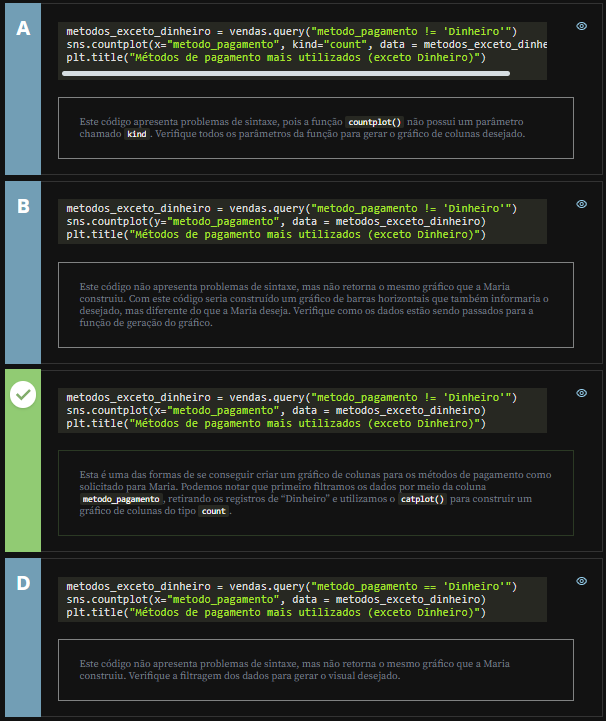 A
metodos_exceto_dinheiro = vendas.query("metodo_pagamento != 'Dinheiro'")
sns.countplot(x="metodo_pagamento", kind="count", data = metodos_exceto_dinhe
plt.title("Métodos de pagamento mais utilizados (exceto Dinheiro)")
Este código apresenta problemas de sintaxe, pois a função countplot() não possui um parâmetro
chamado kind. Verifique todos os parâmetros da função para gerar o gráfico de colunas desejado.
B
metodos_exceto_dinheiro = vendas.query("metodo_pagamento != 'Dinheiro'")
sns.countplot(y="metodo_pagamento", data = metodos_exceto_dinheiro)
plt.title("Métodos de pagamento mais utilizados (exceto Dinheiro)")
Este código não apresenta problemas de sintaxe, mas não retorna o mesmo gráfico que a Maria
construiu. Com este código seria construído um gráfico de barras horizontais que também informaria o
desejado, mas diferente do que a Maria deseja. Verifique como os dados estão sendo passados para a
função de geração do gráfico.
metodos_exceto_dinheiro = vendas.query("metodo_pagamento != 'Dinheiro'")
sns.countplot(x="metodo_pagamento", data = metodos_exceto_dinheiro)
plt.title("Métodos de pagamento mais utilizados (exceto Dinheiro)")
Esta é uma das formas de se conseguir criar um gráfico de colunas para os métodos de pagamento como
solicitado para Maria. Podemos notar que primeiro filtramos os dados por meio da coluna
metodo_pagamento, retirando os registros de “Dinheiro” e utilizamos o catplot() para construir um
gráfico de colunas do tipo count.
D
metodos_exceto_dinheiro = vendas.query("metodo_pagamento == 'Dinheiro'")
sns.countplot(x="metodo_pagamento", data = metodos_exceto_dinheiro)
plt.title("Métodos de pagamento mais utilizados (exceto Dinheiro)")
Este código não apresenta problemas de sintaxe, mas não retorna o mesmo gráfico que a Maria
construiu. Verifique a filtragem dos dados para gerar o visual desejado.